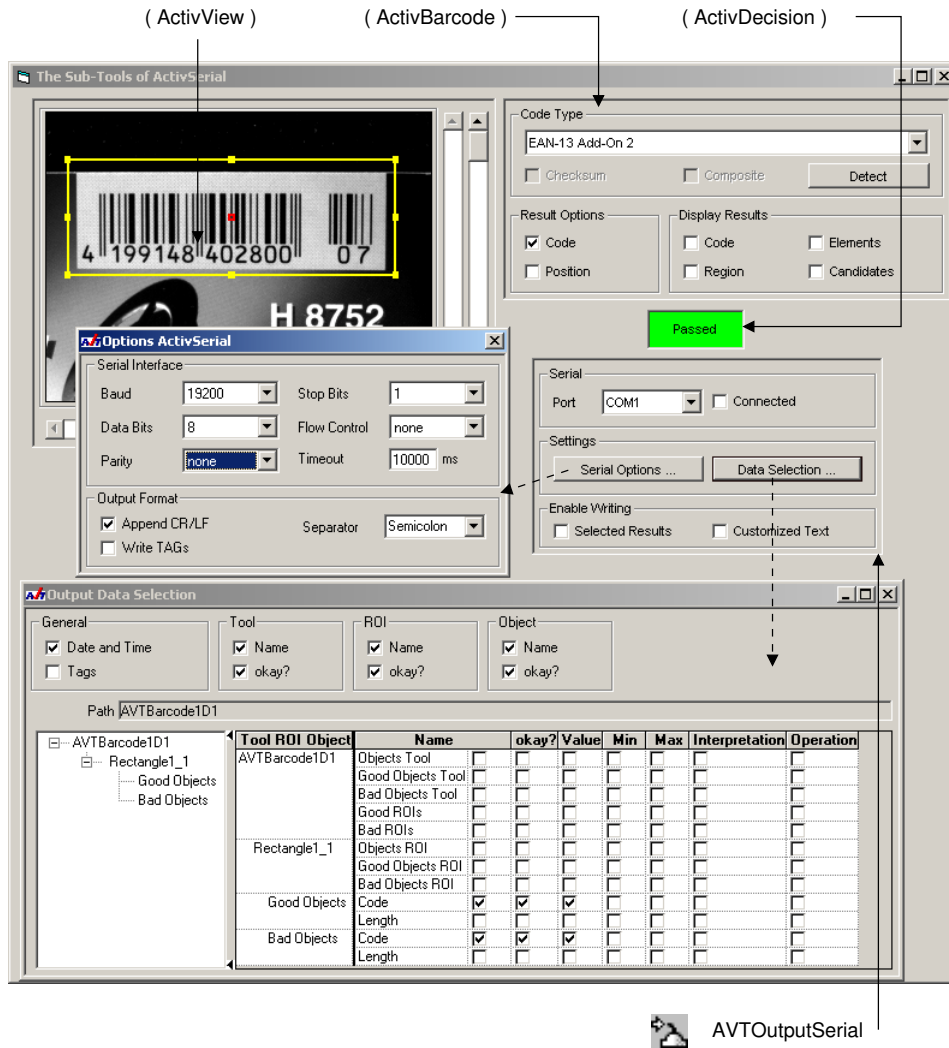 ( ActivView )
( ActivBarcode )
( ActivDecision )
The Sub-Tools of ActivSerial
4 199148 402800 07
H 8752
Code Type
EAN-13 Add-On 2
Checksum
Composite
Detect
Result Options
Code
Position
Display Results
Code
Elements
Region
Candidates
Passed
Options ActivSerial
Serial Interface
Baud 19200
Stop Bits 1
Data Bits 8
Flow Control none
Parity none
Timeout 10000 ms
Output Format
Append CR/LF
Separator Semicolon
Write TAGs
Serial
Port COM1
Connected
Settings
Serial Options ...
Data Selection ...
Enable Writing
Selected Results
Customized Text
Output Data Selection
General
Date and Time
Tags
Tool
Name
okay?
ROI
Name
okay?
Object
Name
okay?
Path AVTBarcode1D1
AVTBarcode1D1
Rectangle1_1
Good Objects
Bad Objects
Tool ROI Object Name okay? Value Min Max Interpretation Operation
AVTBarcode1D1 Objects Tool
Good Objects Tool
Bad Objects Tool
Good ROIs
Bad ROIs
Rectangle1_1 Objects ROI
Good Objects ROI
Bad Objects ROI
Good Objects Code
Length
Bad Objects Code
Length
AVTOutputSerial